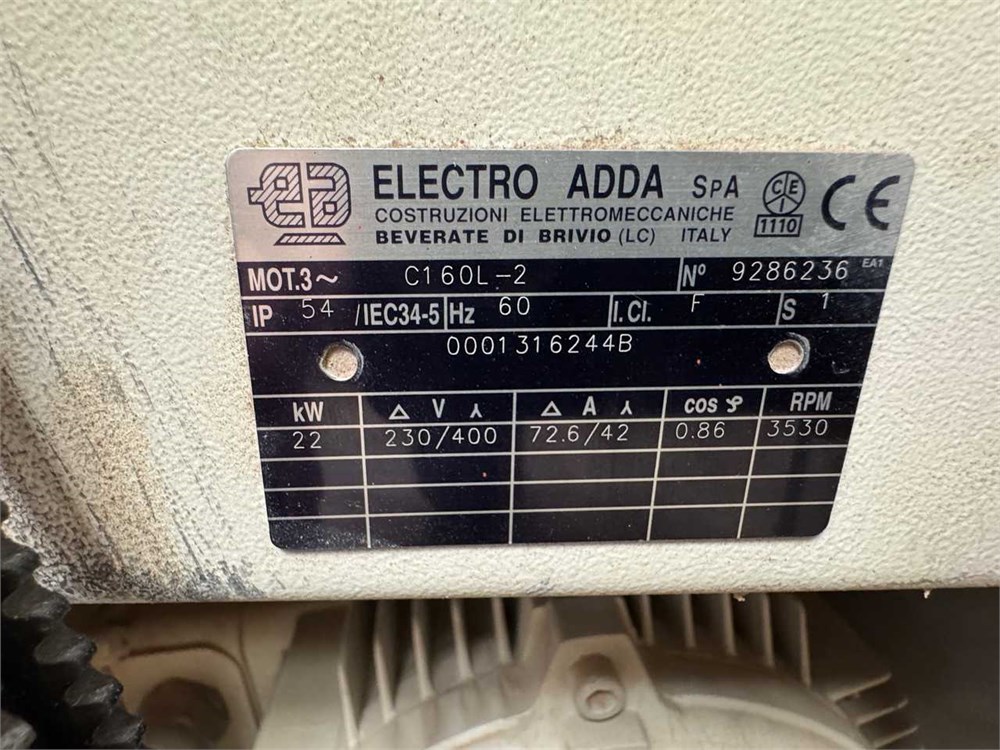 ea ELECTRO ADDA SpA CEI 1110 CE
COSTRUZIONI ELETTROMECCANICHE
BEVERATE DI BRIVIO (LC) ITALY
MOT.3~ C160L-2 Nº 9286236 EA1
IP 54 /IEC34-5 Hz 60 I.Cl. F S 1
0001316244B
kW Δ V ⅄ Δ A ⅄ cos φ RPM
22 230/400 72.6/42 0.86 3530